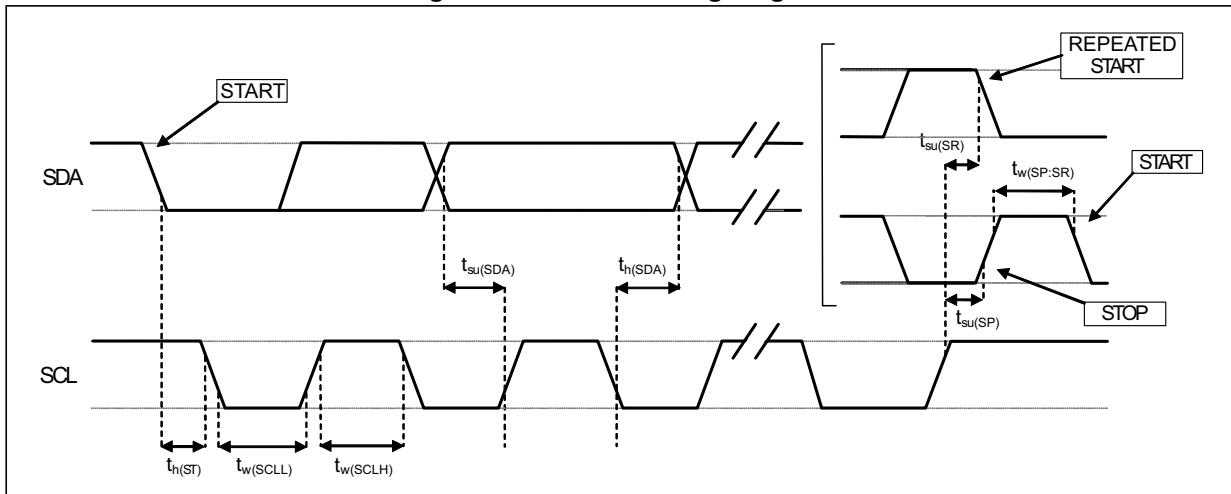 REPEATED
START
START
t_su(SR)
START
t_w(SP:SR)
SDA
t_su(SDA)
t_h(SDA)
STOP
t_su(SP)
SCL
t_h(ST)
t_w(SCLL)
t_w(SCLH)